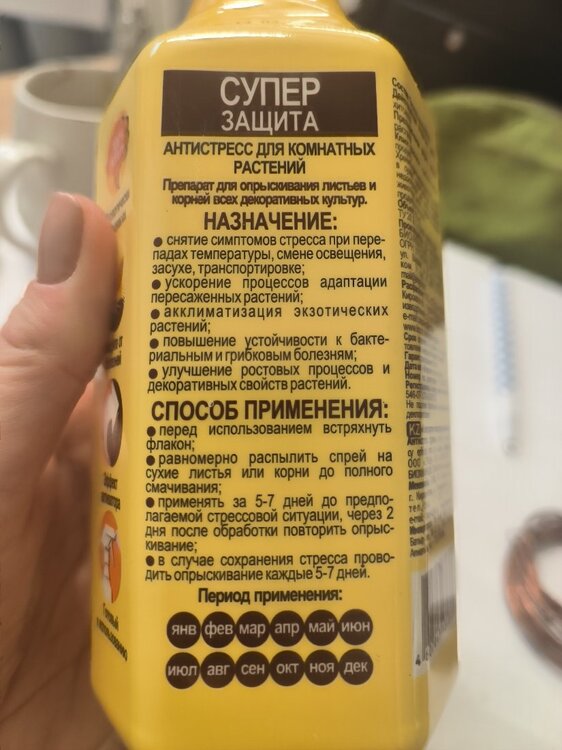 СУПЕР
ЗАЩИТА
АНТИСТРЕСС ДЛЯ КОМНАТНЫХ
РАСТЕНИЙ
Препарат для опрыскивания листьев и
корней всех декоративных культур.
НАЗНАЧЕНИЕ:
● снятие симптомов стресса при пере-
падах температуры, смене освещения,
засухе, транспортировке;
● ускорение процессов адаптации
пересаженных растений;
● акклиматизация экзотических
растений;
● повышение устойчивости к бакте-
риальным и грибковым болезням;
● улучшение ростовых процессов и
декоративных свойств растений.
СПОСОБ ПРИМЕНЕНИЯ:
● перед использованием встряхнуть
флакон;
● равномерно распылить спрей на
сухие листья или корни до полного
смачивания;
● применять за 5-7 дней до предпо-
лагаемой стрессовой ситуации, через 2
дня после обработки повторить опрыс-
кивание;
● в случае сохранения стресса прово-
дить опрыскивание каждые 5-7 дней.
Период применения:
янв фев мар апр май июн
июл авг сен окт ноя дек
Эффект
Готовый
к использованию
KZ